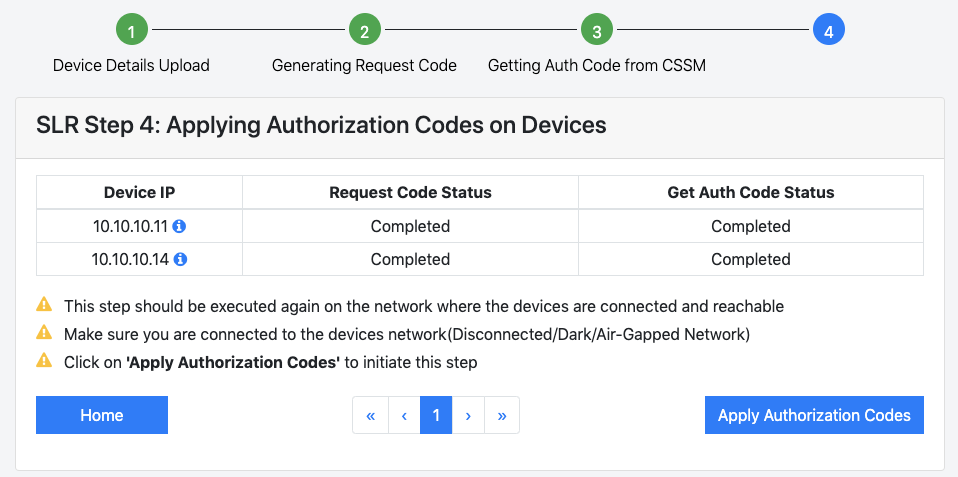 1 2 3 4
Device Details Upload Generating Request Code Getting Auth Code from CSSM
SLR Step 4: Applying Authorization Codes on Devices
Device IP Request Code Status Get Auth Code Status
10.10.10.11 Completed Completed
10.10.10.14 Completed Completed
This step should be executed again on the network where the devices are connected and reachable
Make sure you are connected to the devices network(Disconnected/Dark/Air-Gapped Network)
Click on 'Apply Authorization Codes' to initiate this step
Home « ‹ 1 › » Apply Authorization Codes